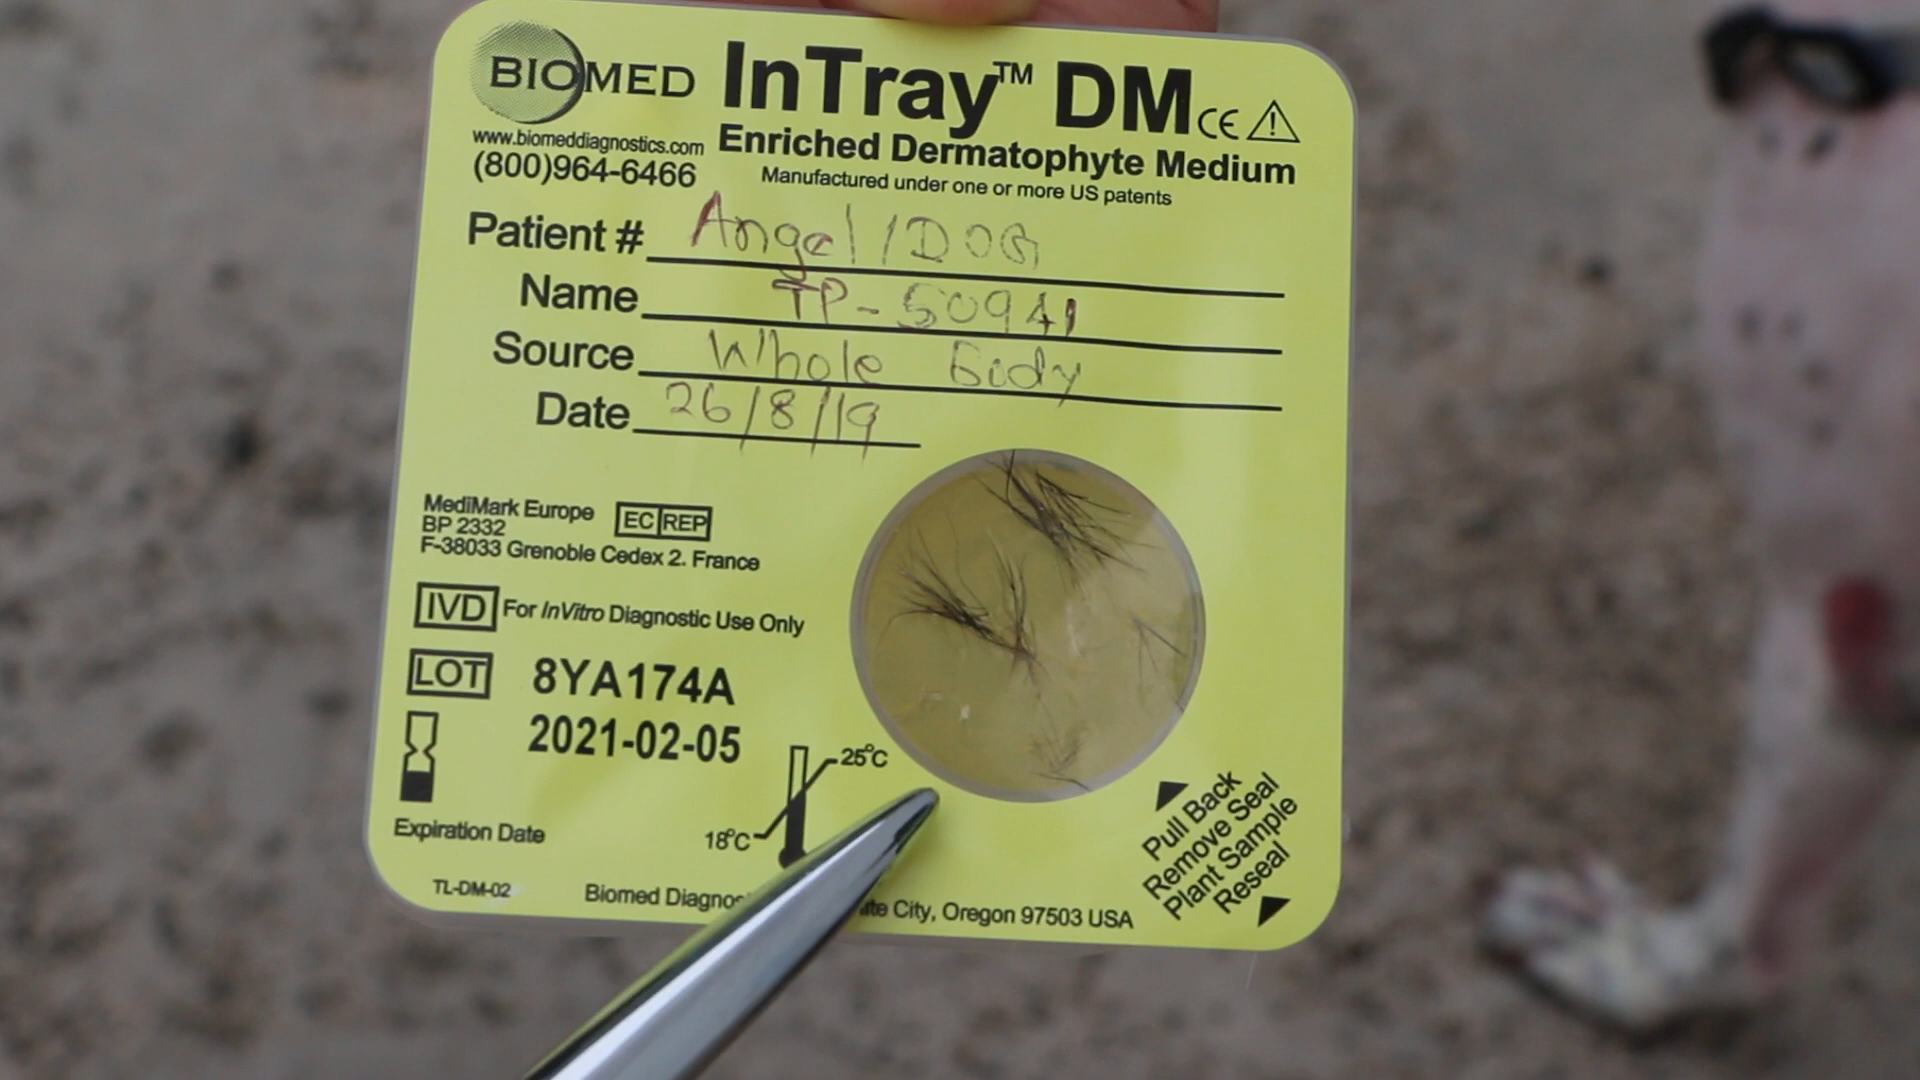 BIOMED
InTray™ DM CE
www.biomeddiagnostics.com
(800)964-6466
Enriched Dermatophyte Medium
Manufactured under one or more US patents
Patient # Angel / DOG
Name TP-50941
Source Whole Body
Date 26/8/19
MediMark Europe
BP 2332
F-38033 Grenoble Cedex 2. France
EC REP
IVD For InVitro Diagnostic Use Only
LOT 8YA174A
2021-02-05
Expiration Date
25°C
18°C
Pull Back
Remove Seal
Plant Sample
Reseal
TL-DM-02
Biomed City, Oregon 97503 USA